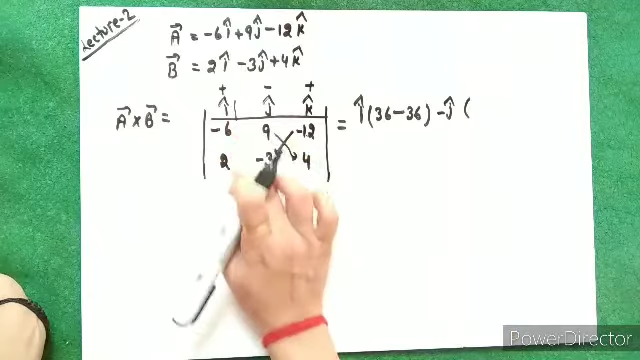 Lecture-2
A⃗ = -6î+9ĵ-12k̂
B⃗ = 2î-3ĵ+4k̂
+ - +
A⃗×B⃗ = | î ĵ k̂ | = î(36-36) -ĵ (
-6 9 -12
2 -3 4
PowerDirector